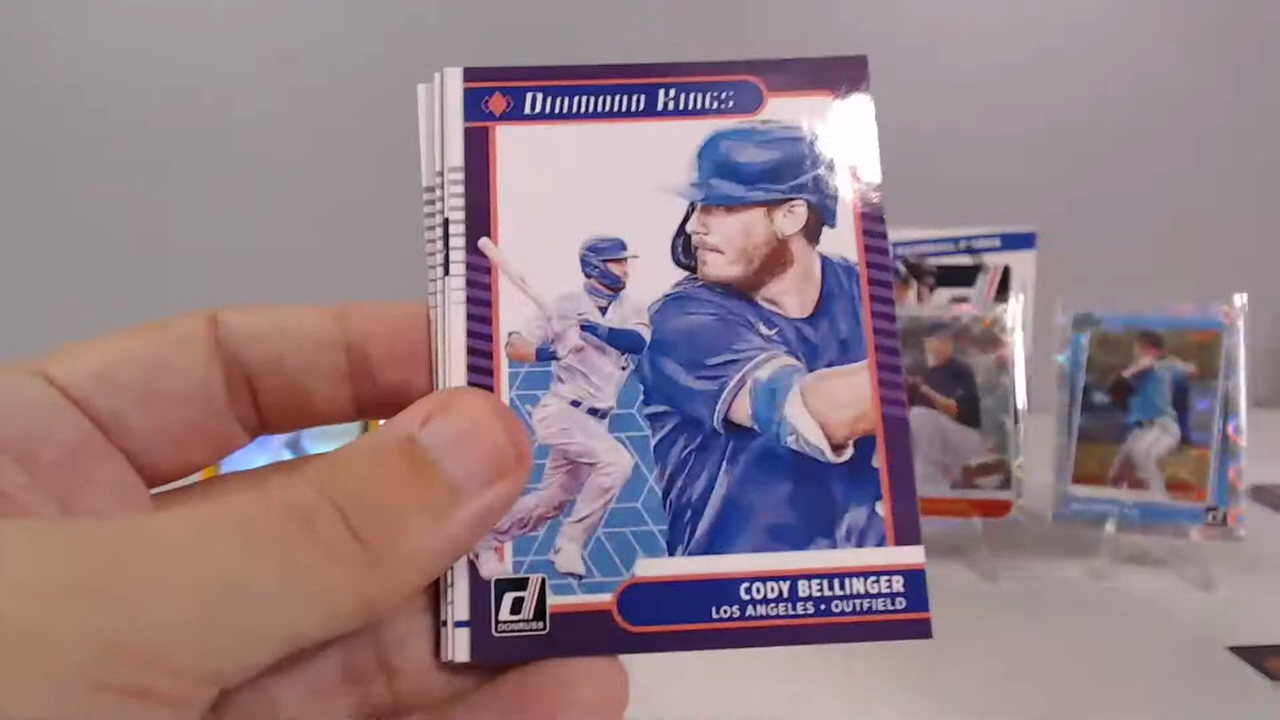 DIAMOND KINGS
CODY BELLINGER
LOS ANGELES • OUTFIELD
d
DONRUSS